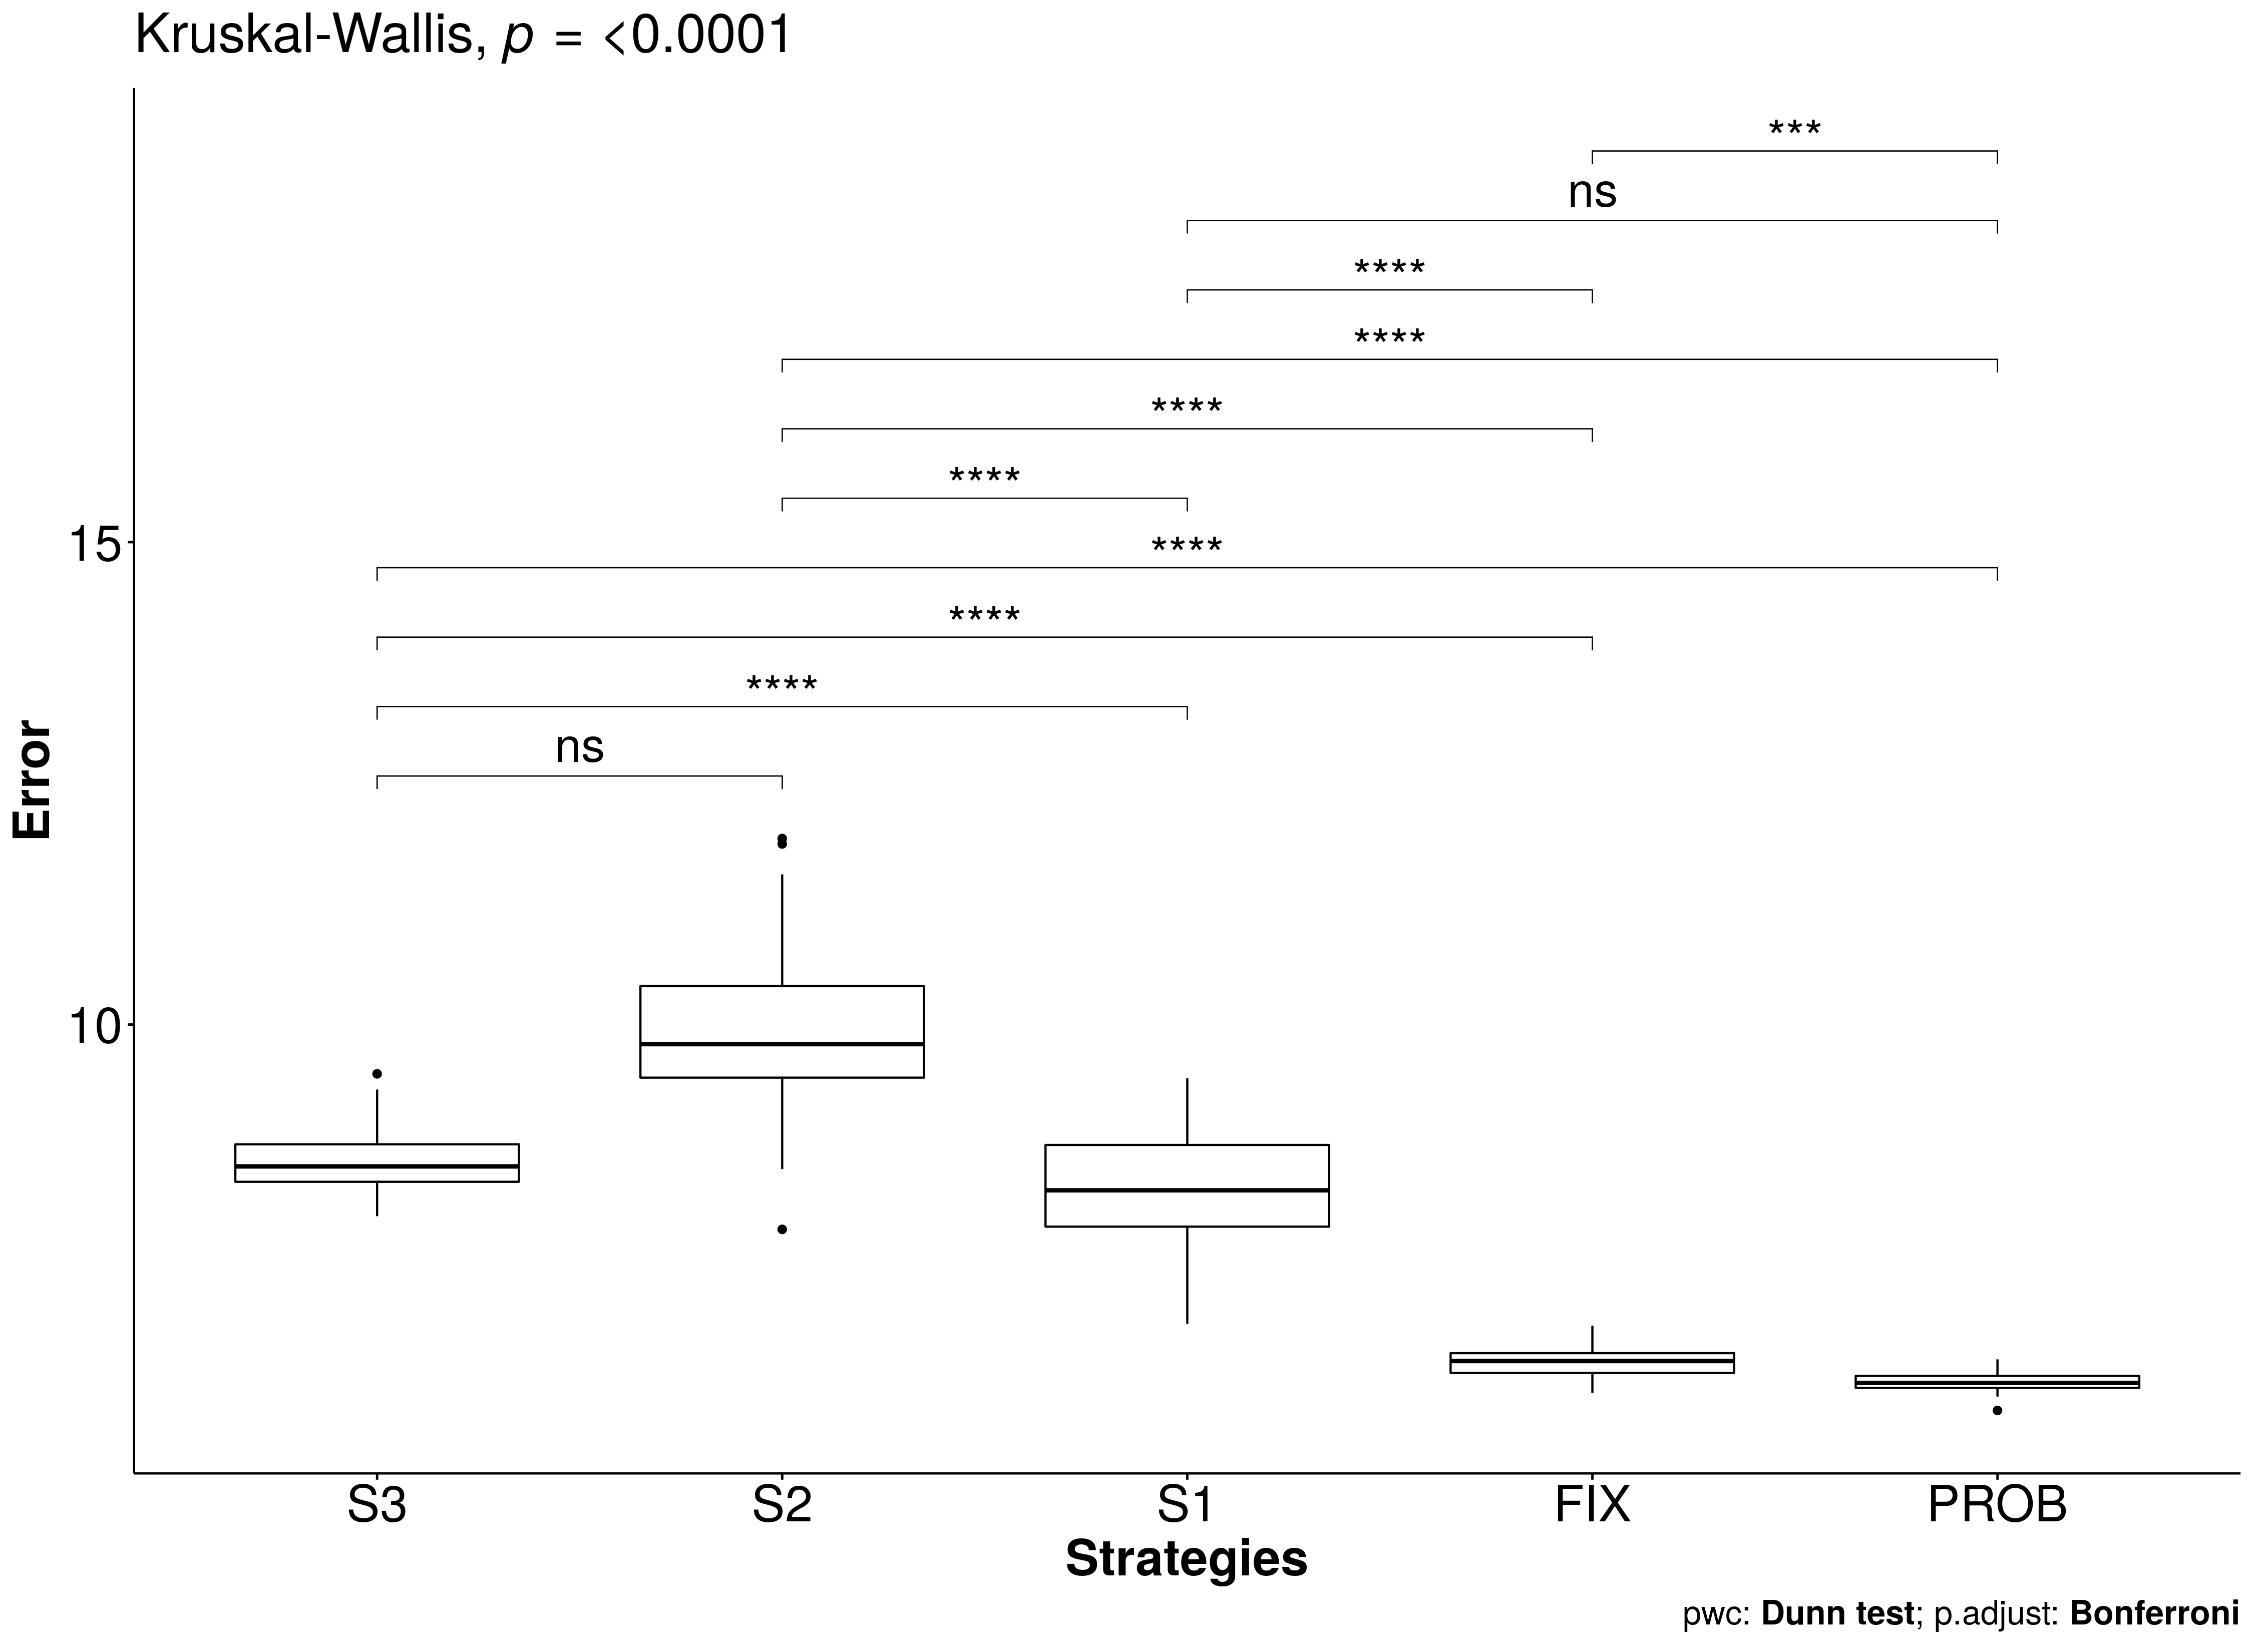 Kruskal-Wallis, p = <0.0001
***
ns
****
****
****
****
****
****
****
ns
15
10
Error
S3 S2 S1 FIX PROB
Strategies
pwc: Dunn test; p.adjust: Bonferroni